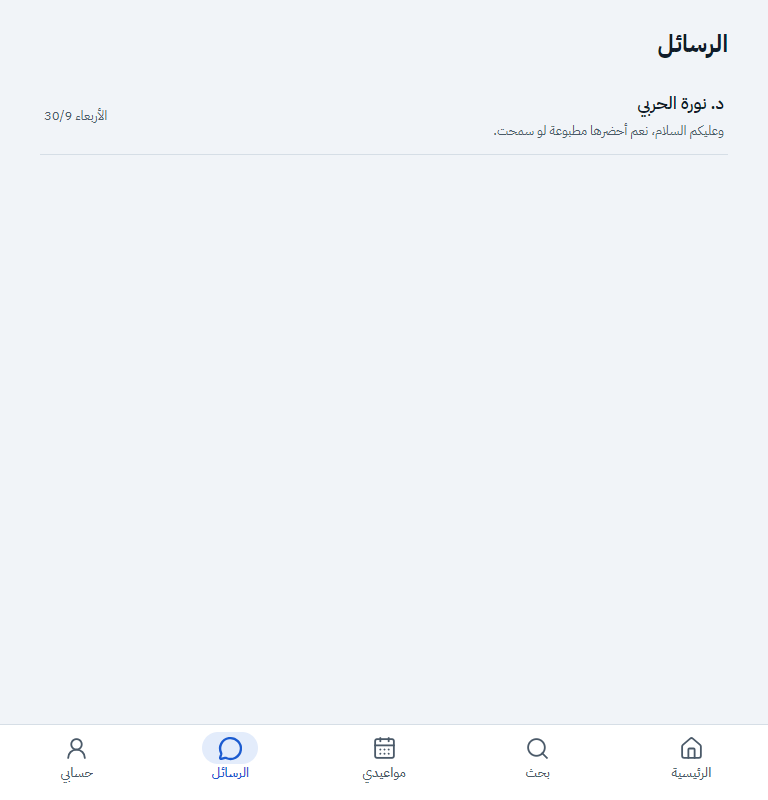 الرسائل
د. نورة الحربي
وعليكم السلام، نعم أحضرها مطبوعة لو سمحت.
الأربعاء 30/9
الرئيسية
بحث
مواعيدي
الرسائل
حسابي